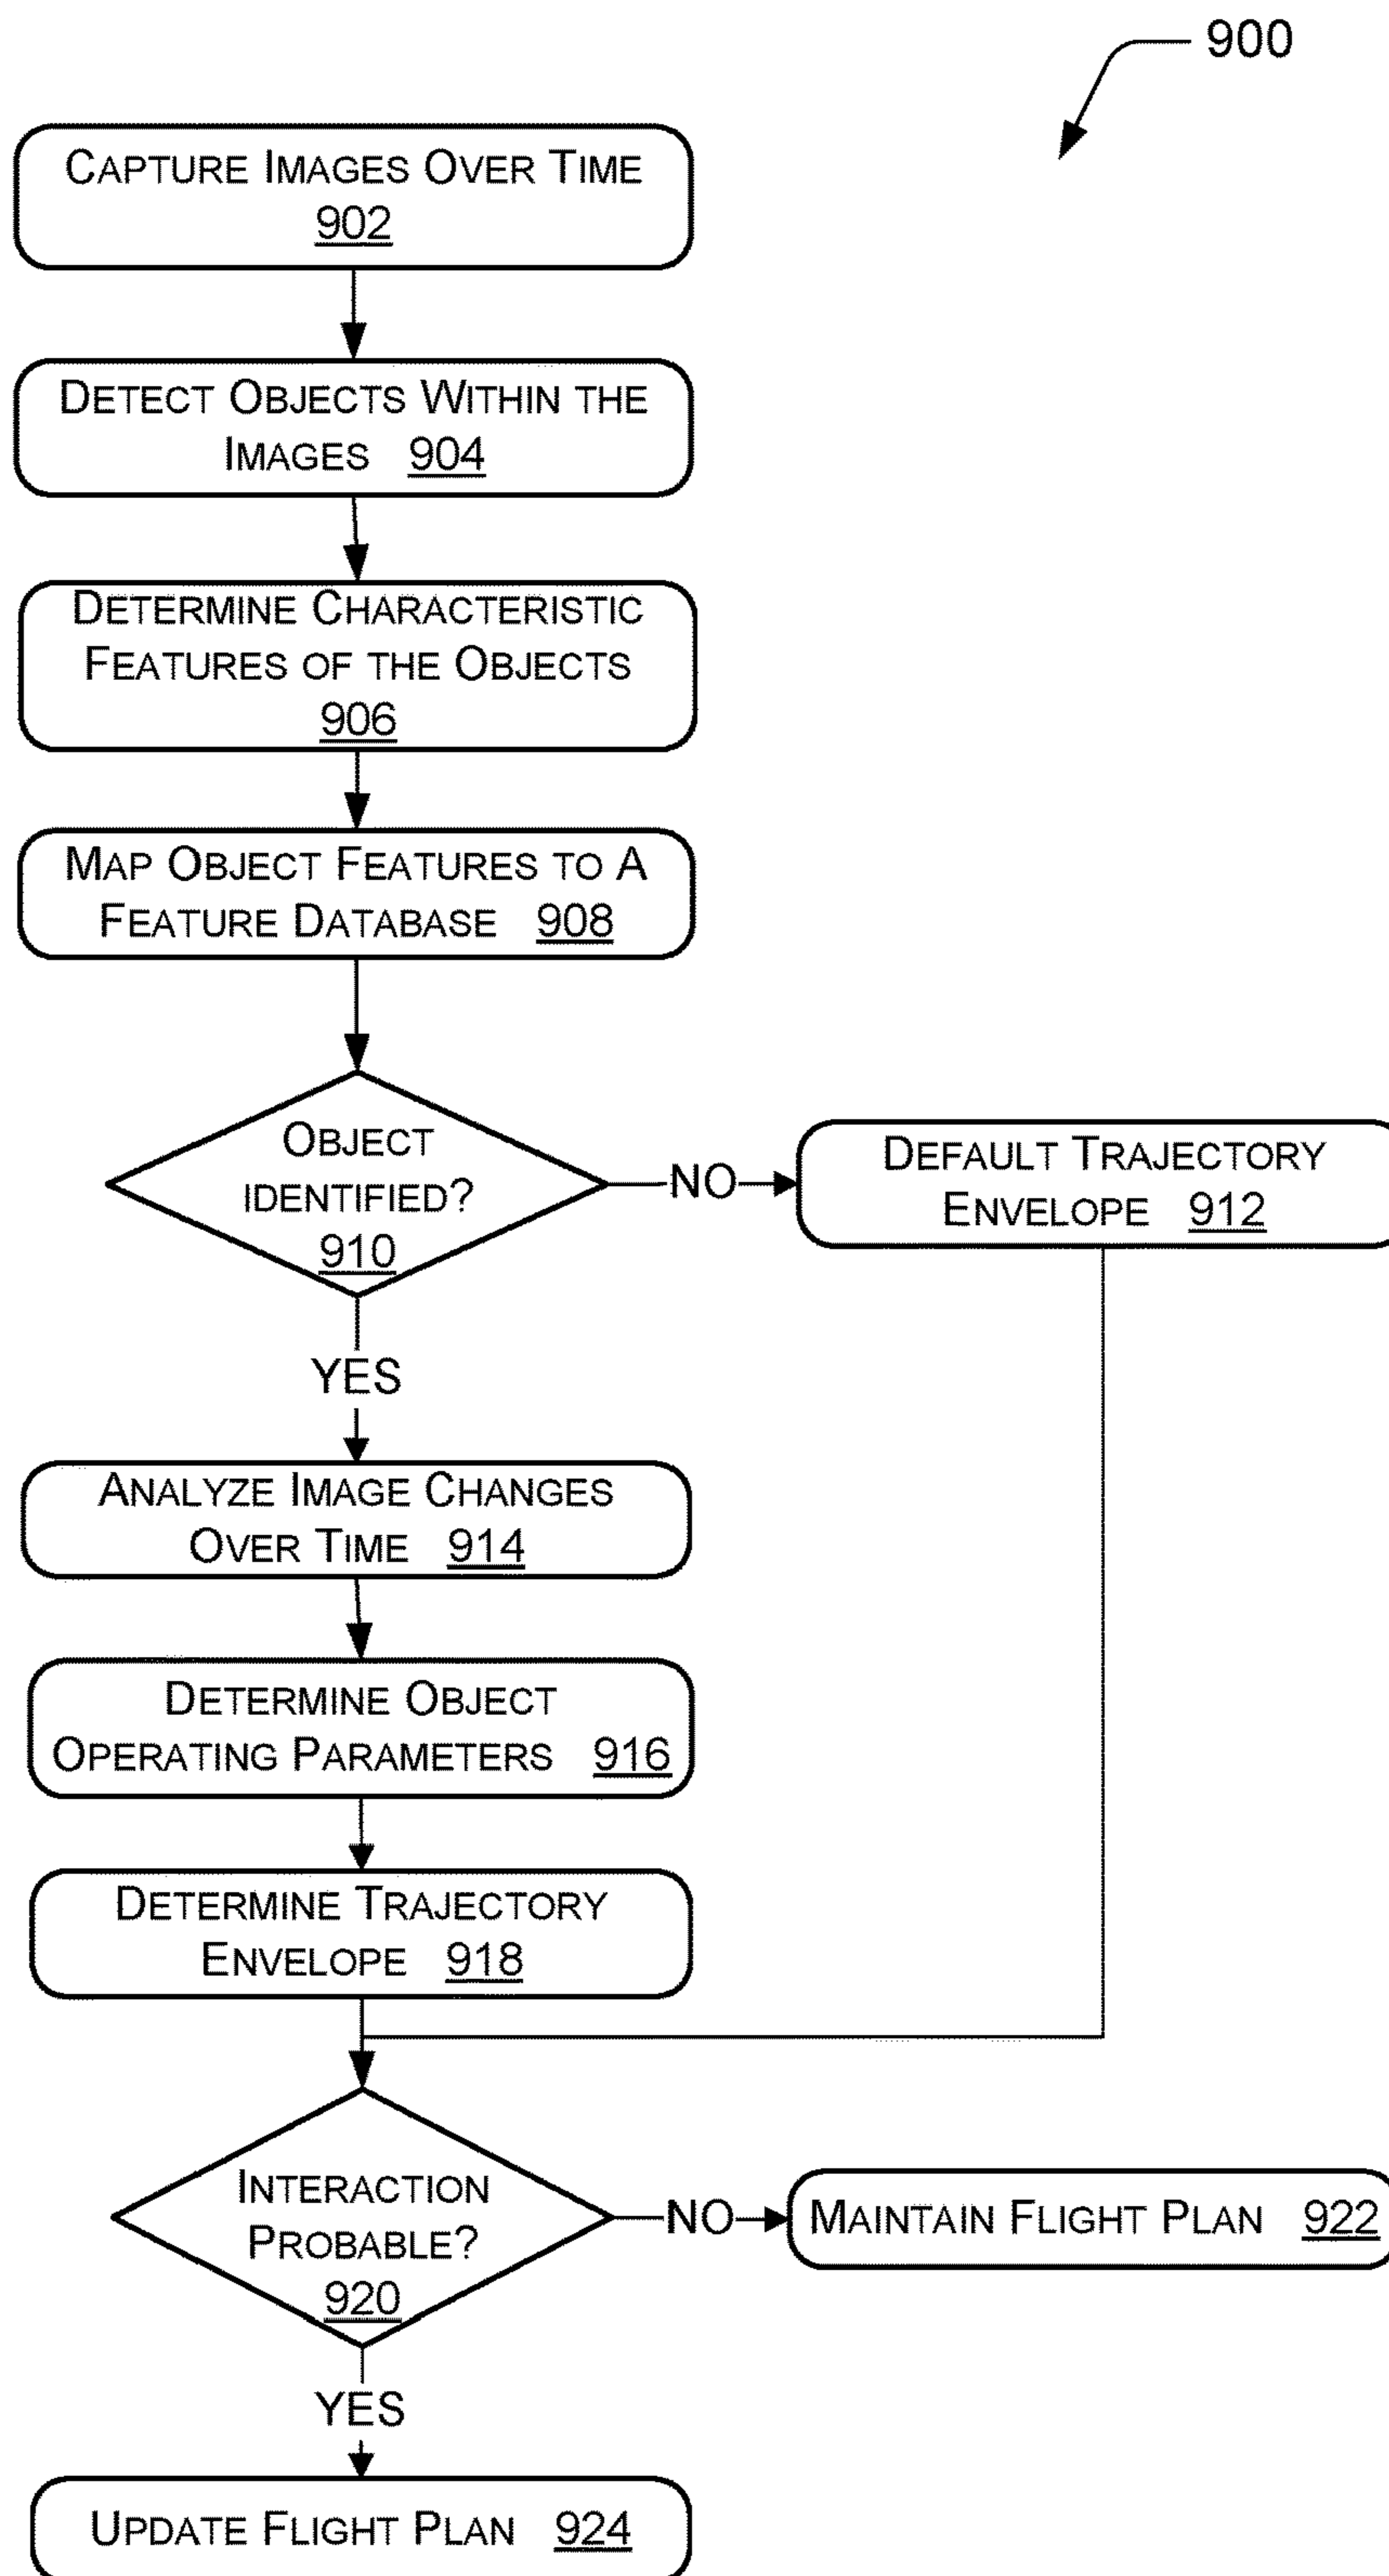 900
CAPTURE IMAGES OVER TIME
902
DETECT OBJECTS WITHIN THE
IMAGES 904
DETERMINE CHARACTERISTIC
FEATURES OF THE OBJECTS
906
MAP OBJECT FEATURES TO A
FEATURE DATABASE 908
OBJECT
IDENTIFIED?
910
NO
DEFAULT TRAJECTORY
ENVELOPE 912
YES
ANALYZE IMAGE CHANGES
OVER TIME 914
DETERMINE OBJECT
OPERATING PARAMETERS 916
DETERMINE TRAJECTORY
ENVELOPE 918
INTERACTION
PROBABLE?
920
NO
MAINTAIN FLIGHT PLAN 922
YES
UPDATE FLIGHT PLAN 924